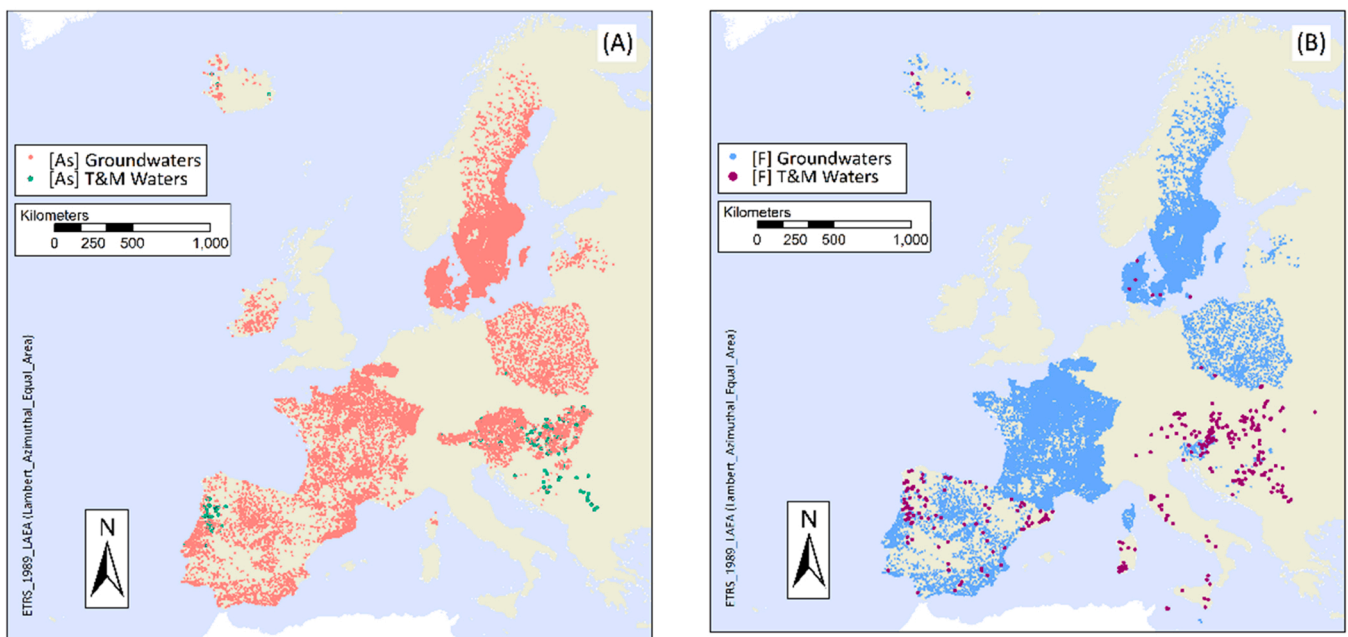 (A)
[As] Groundwaters
[As] T&M Waters
Kilometers
0 250 500 1,000
N
ETRS_1989_LAEA (Lambert_Azimuthal_Equal_Area)
(B)
[F] Groundwaters
[F] T&M Waters
Kilometers
0 250 500 1,000
N
ETRS_1989_LAEA (Lambert_Azimuthal_Equal_Area)